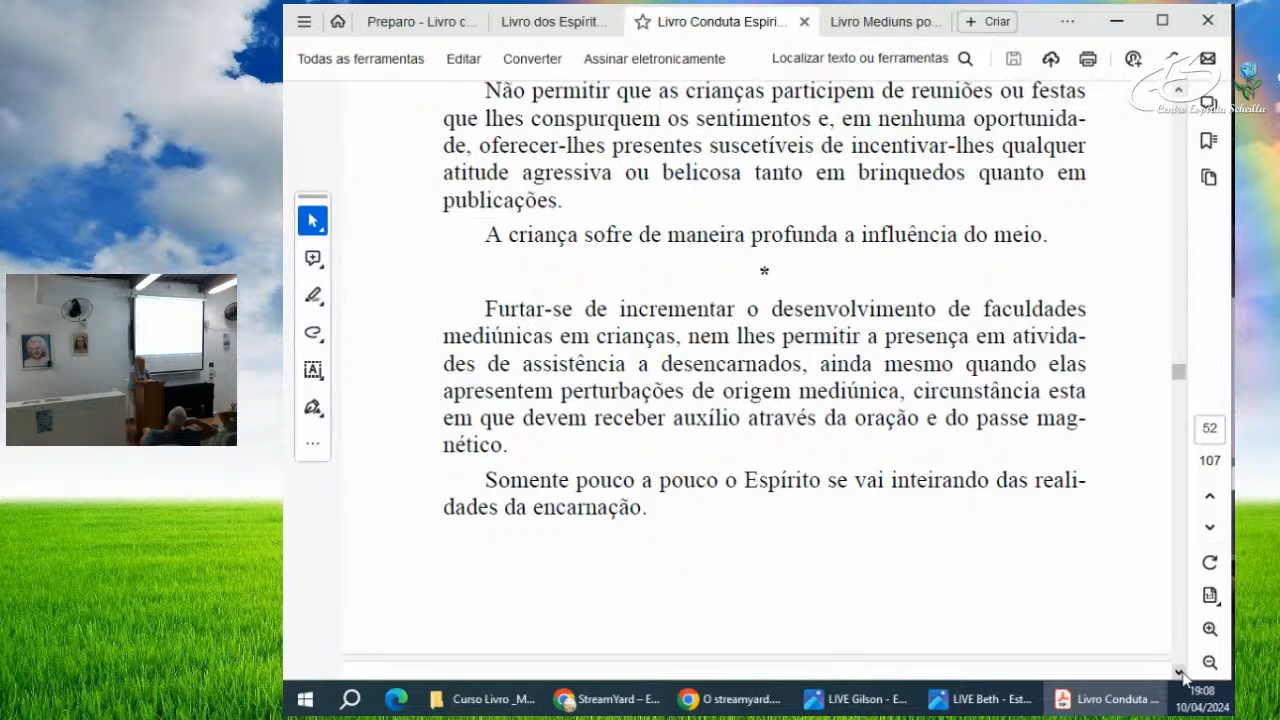 Preparo - Livro c...
Livro dos Espírit...
Livro Conduta Espiri...
Livro Mediuns po...
Criar
Todas as ferramentas
Editar
Converter
Assinar eletronicamente
Localizar texto ou ferramentas
Centro Espírita Scheilla
Não permitir que as crianças participem de reuniões ou festas
que lhes conspurquem os sentimentos e, em nenhuma oportunida-
de, oferecer-lhes presentes suscetíveis de incentivar-lhes qualquer
atitude agressiva ou belicosa tanto em brinquedos quanto em
publicações.
A criança sofre de maneira profunda a influência do meio.
*
Furtar-se de incrementar o desenvolvimento de faculdades
mediúnicas em crianças, nem lhes permitir a presença em ativida-
des de assistência a desencarnados, ainda mesmo quando elas
apresentem perturbações de origem mediúnica, circunstância esta
em que devem receber auxílio através da oração e do passe mag-
nético.
Somente pouco a pouco o Espírito se vai inteirando das reali-
dades da encarnação.
52
107
Curso Livro _M...
StreamYard – E...
O streamyard....
LIVE Gilson - E...
LIVE Beth - Est...
Livro Conduta ...
19:08
10/04/2024